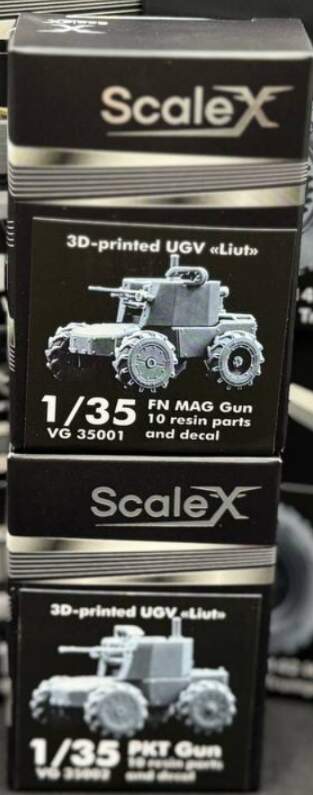 ScaleX
ScaleX
3D-printed UGV «Liut»
1/35 FN MAG Gun
10 resin parts
VG 35001 and decal
ScaleX
3D-printed UGV «Liut»
1/35 PKT Gun
10 resin parts
VG 35002 and decal